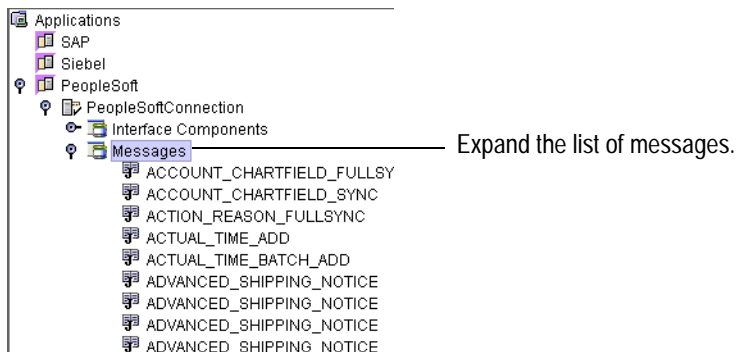 Applications
SAP
Siebel
PeopleSoft
PeopleSoftConnection
Interface Components
Messages
Expand the list of messages.
ACCOUNT_CHARTFIELD_FULLSY
ACCOUNT_CHARTFIELD_SYNC
ACTION_REASON_FULLSYNC
ACTUAL_TIME_ADD
ACTUAL_TIME_BATCH_ADD
ADVANCED_SHIPPING_NOTICE
ADVANCED_SHIPPING_NOTICE
ADVANCED_SHIPPING_NOTICE
ADVANCED_SHIPPING_NOTICE